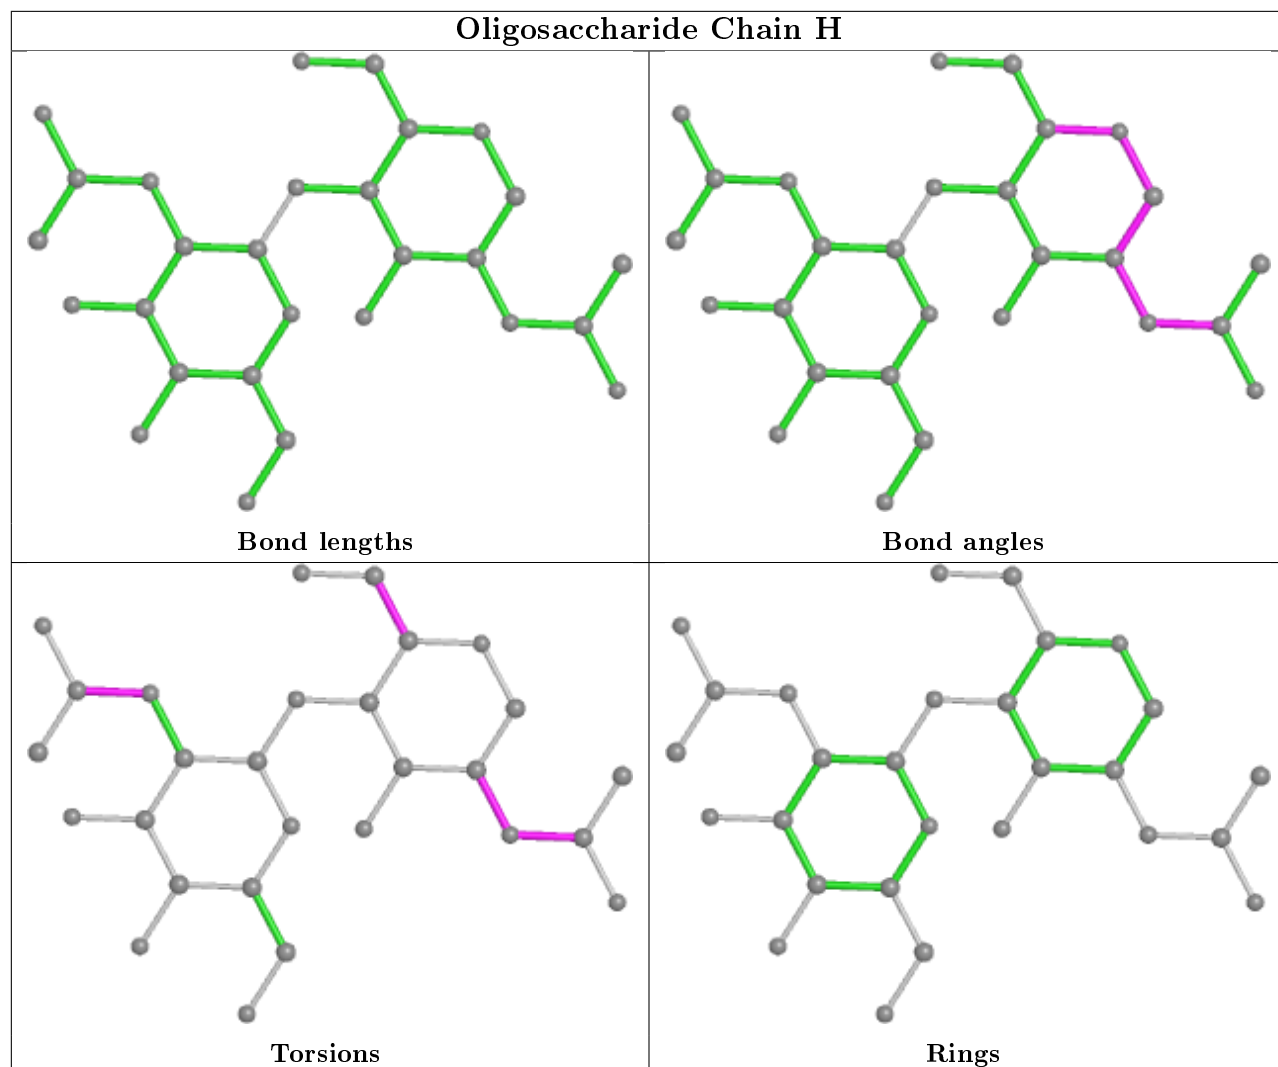 Oligosaccharide Chain H
Bond lengths
Bond angles
Torsions
Rings